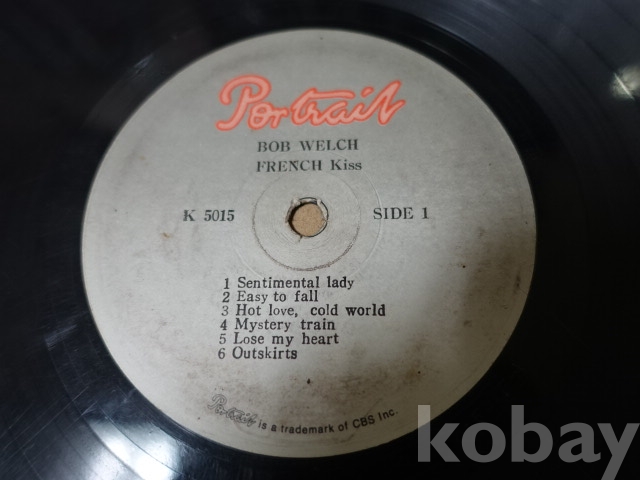 Portrait
BOB WELCH
FRENCH Kiss
K 5015 SIDE 1
1 Sentimental lady
2 Easy to fall
3 Hot love, cold world
4 Mystery train
5 Lose my heart
6 Outskirts
Portrait is a trademark of CBS Inc.
kobay